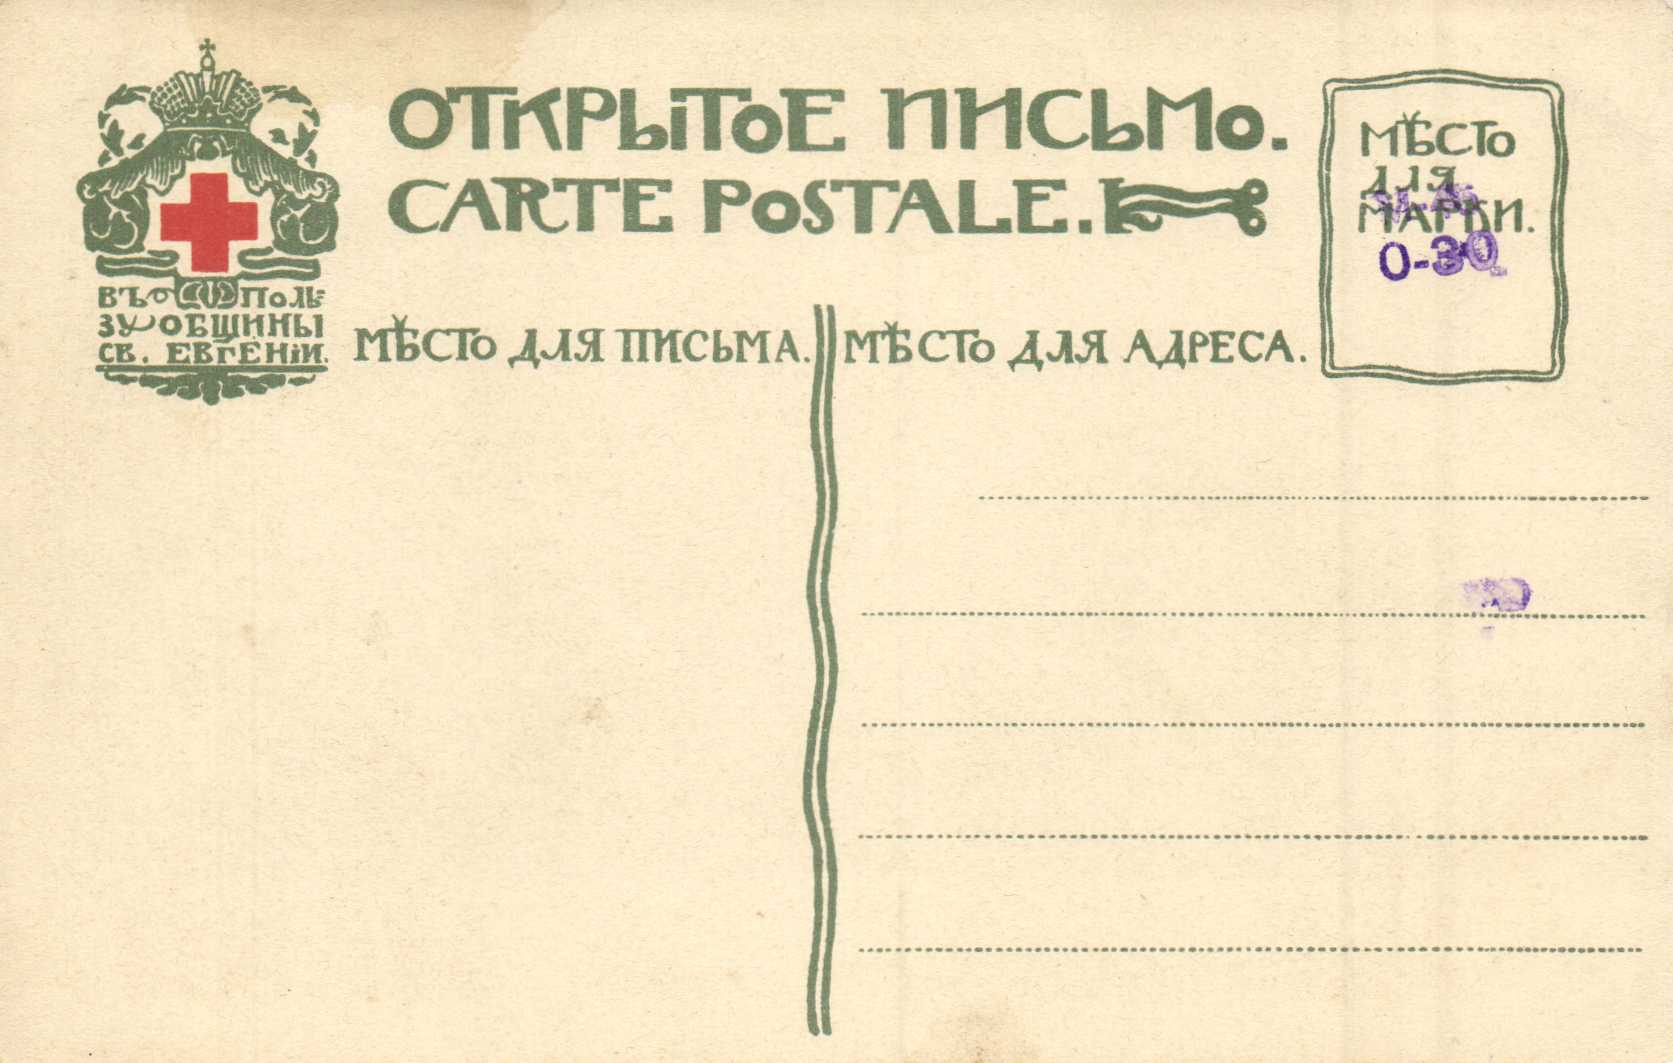 ОТКРЫТОЕ ПИСЬМО.
CARTE POSTALE.
ВЪ ПОЛЬ-
ЗУ ОБЩИНЫ
СВ. ЕВГЕНІИ.
МѢСТО ДЛЯ ПИСЬМА.
МѢСТО ДЛЯ АДРЕСА.
МѢСТО
ДЛЯ
МАРКИ.
0-30